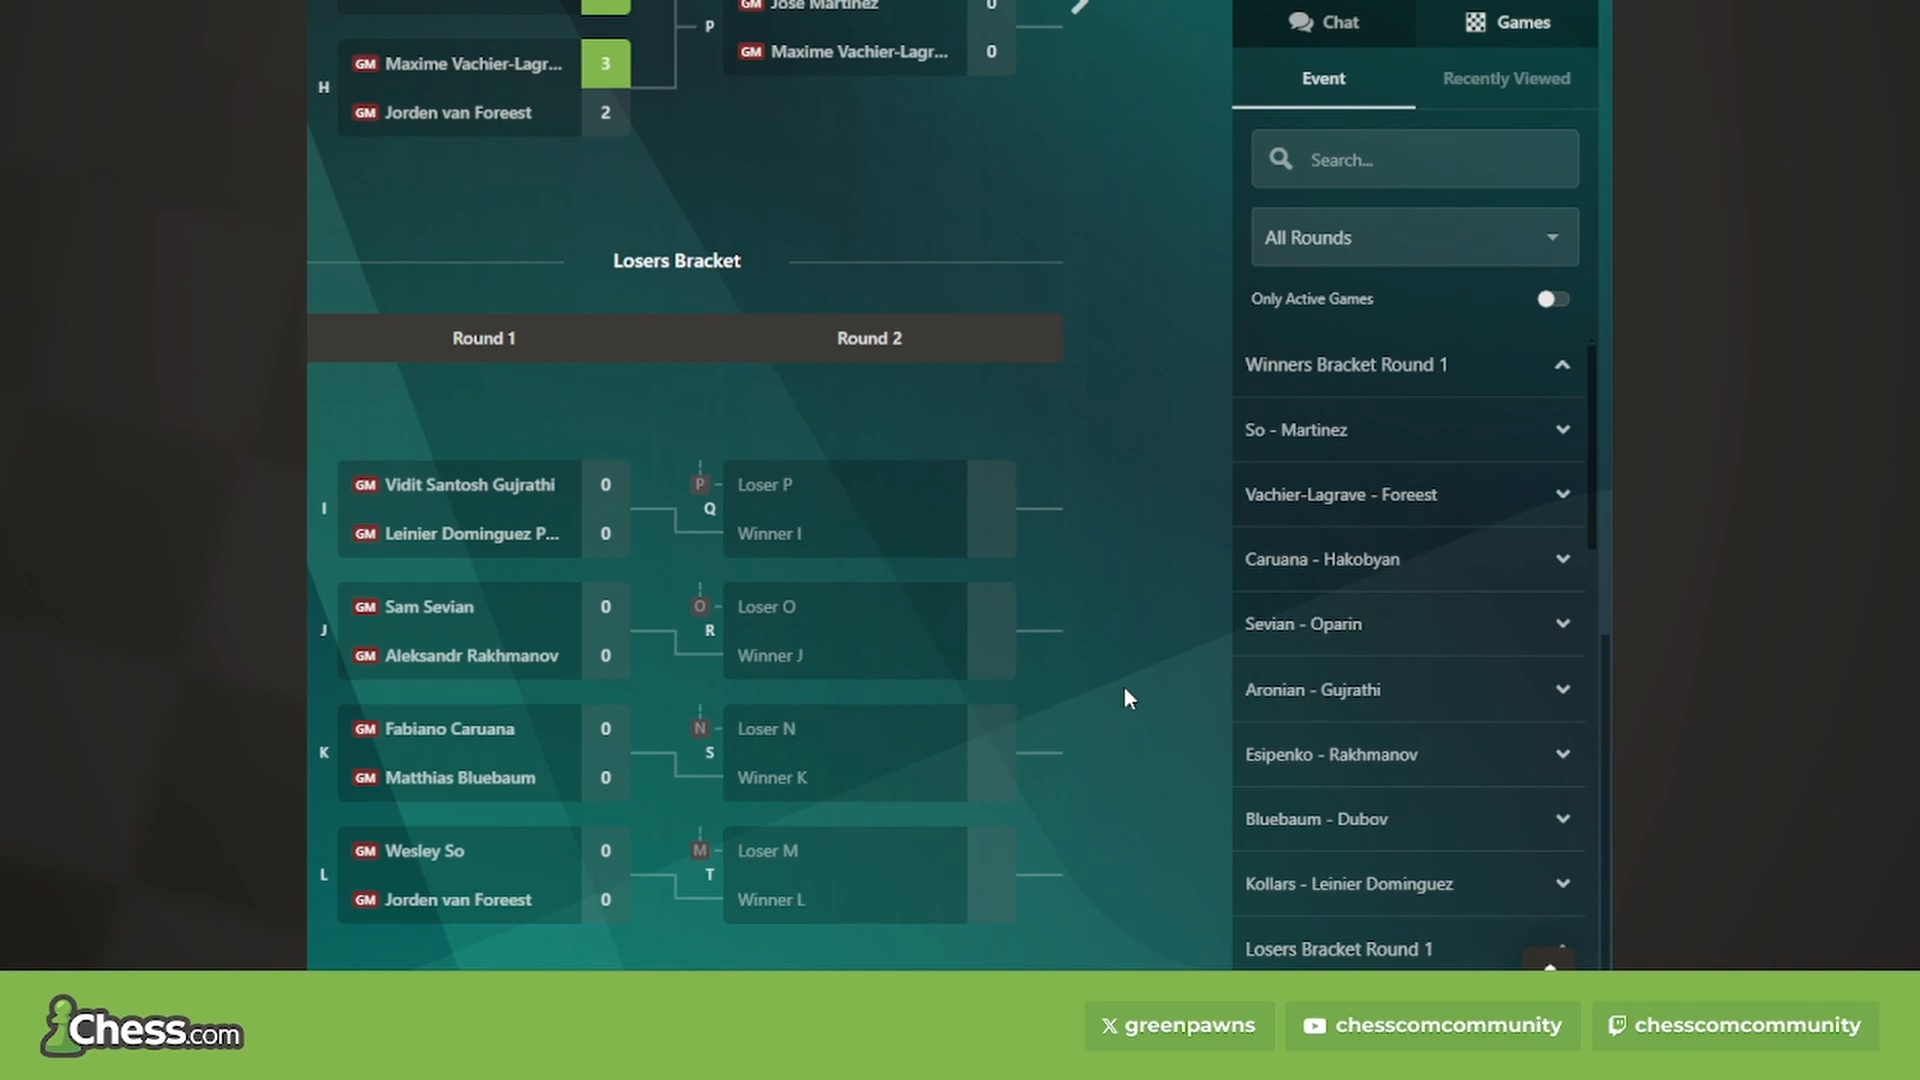 Jose Martinez 0
P
GM Maxime Vachier-Lagr... 0
H
GM Maxime Vachier-Lagr... 3
GM Jorden van Foreest 2
Losers Bracket
Round 1 Round 2
I
GM Vidit Santosh Gujrathi 0
GM Leinier Dominguez P... 0
P Q
Loser P
Winner I
J
GM Sam Sevian 0
GM Aleksandr Rakhmanov 0
O R
Loser O
Winner J
K
GM Fabiano Caruana 0
GM Matthias Bluebaum 0
N S
Loser N
Winner K
L
GM Wesley So 0
GM Jorden van Foreest 0
M T
Loser M
Winner L
Chat Games
Event Recently Viewed
Search...
All Rounds
Only Active Games
Winners Bracket Round 1
So - Martinez
Vachier-Lagrave - Foreest
Caruana - Hakobyan
Sevian - Oparin
Aronian - Gujrathi
Esipenko - Rakhmanov
Bluebaum - Dubov
Kollars - Leinier Dominguez
Losers Bracket Round 1
Chess.com
X greenpawns
chesscomcommunity
chesscomcommunity